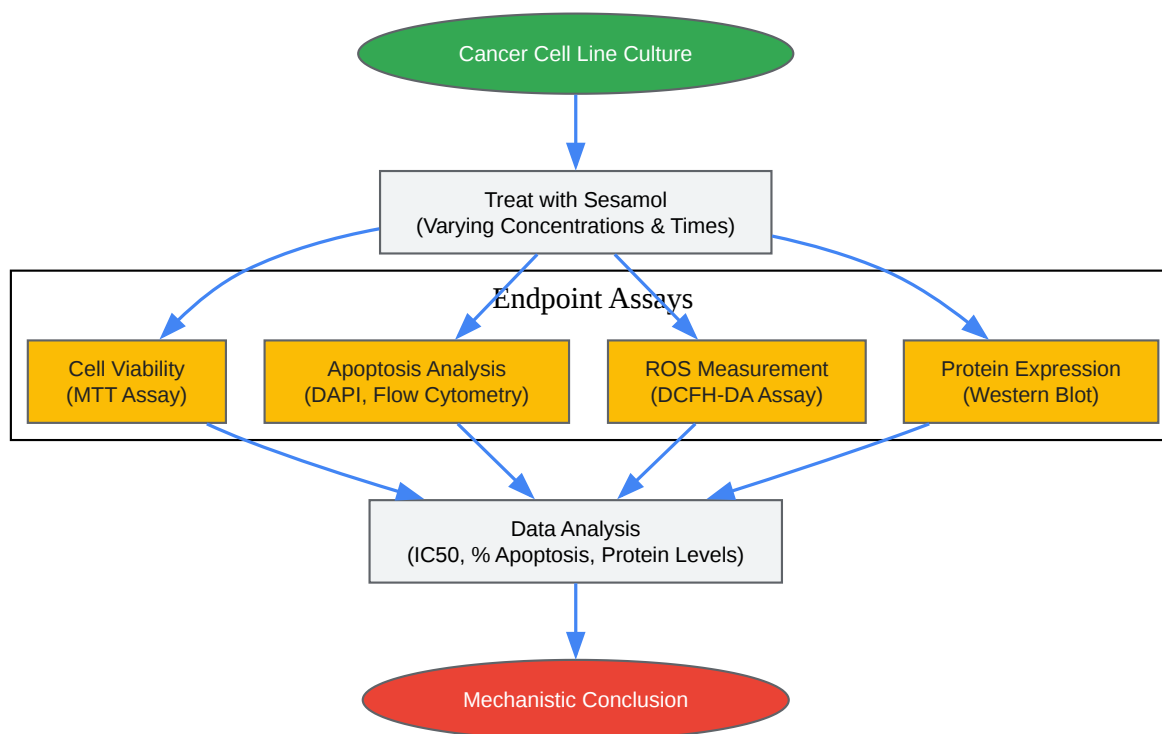 Cancer Cell Line Culture
Treat with Sesamol
(Varying Concentrations & Times)
Endpoint Assays
Cell Viability
(MTT Assay)
Apoptosis Analysis
(DAPI, Flow Cytometry)
ROS Measurement
(DCFH-DA Assay)
Protein Expression
(Western Blot)
Data Analysis
(IC50, % Apoptosis, Protein Levels)
Mechanistic Conclusion